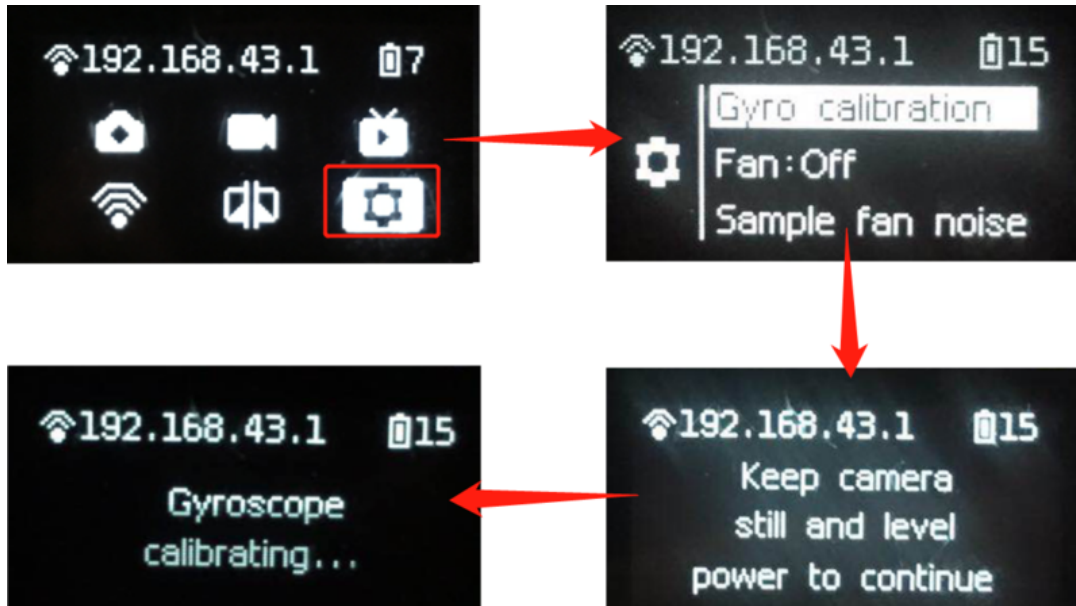 192.168.43.1 7
192.168.43.1 15
Gyro calibration
Fan:Off
Sample fan noise
192.168.43.1 15
Gyroscope
calibrating...
192.168.43.1 15
Keep camera
still and level
power to continue